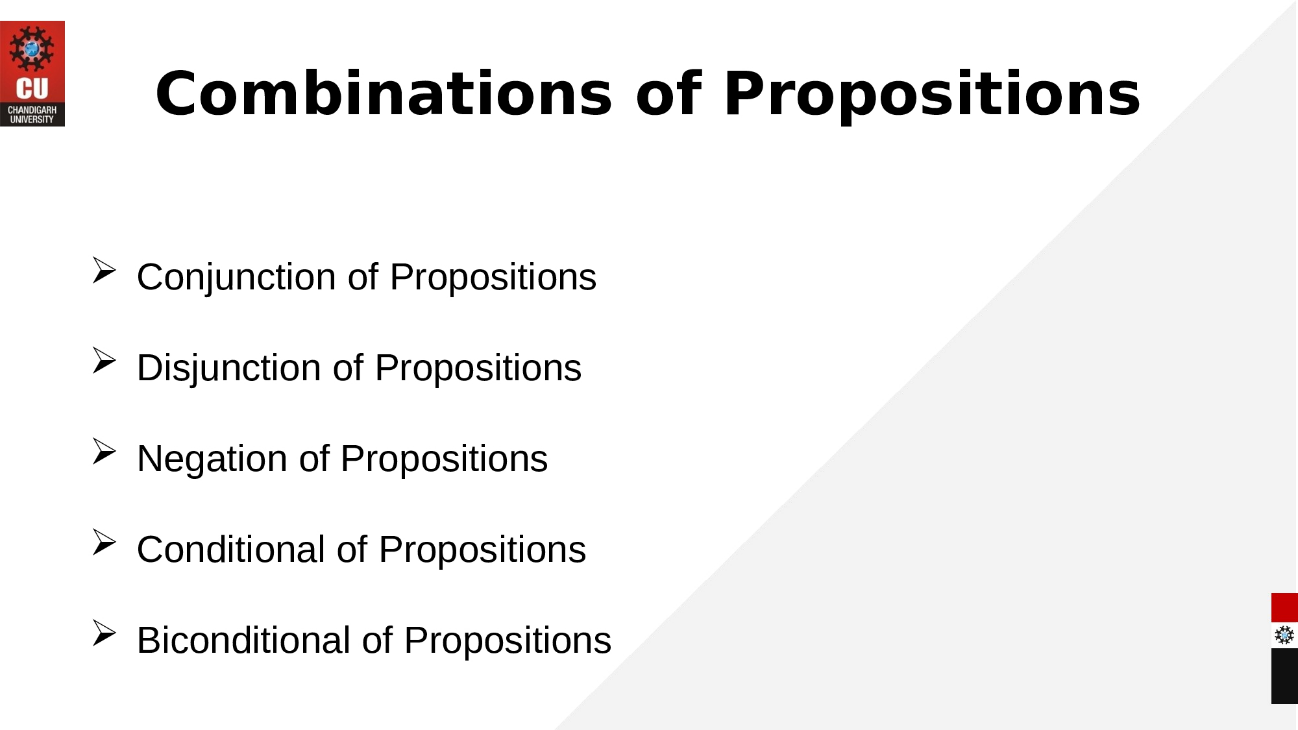 CU
CHANDIGARH
UNIVERSITY
Combinations of Propositions
➢ Conjunction of Propositions
➢ Disjunction of Propositions
➢ Negation of Propositions
➢ Conditional of Propositions
➢ Biconditional of Propositions